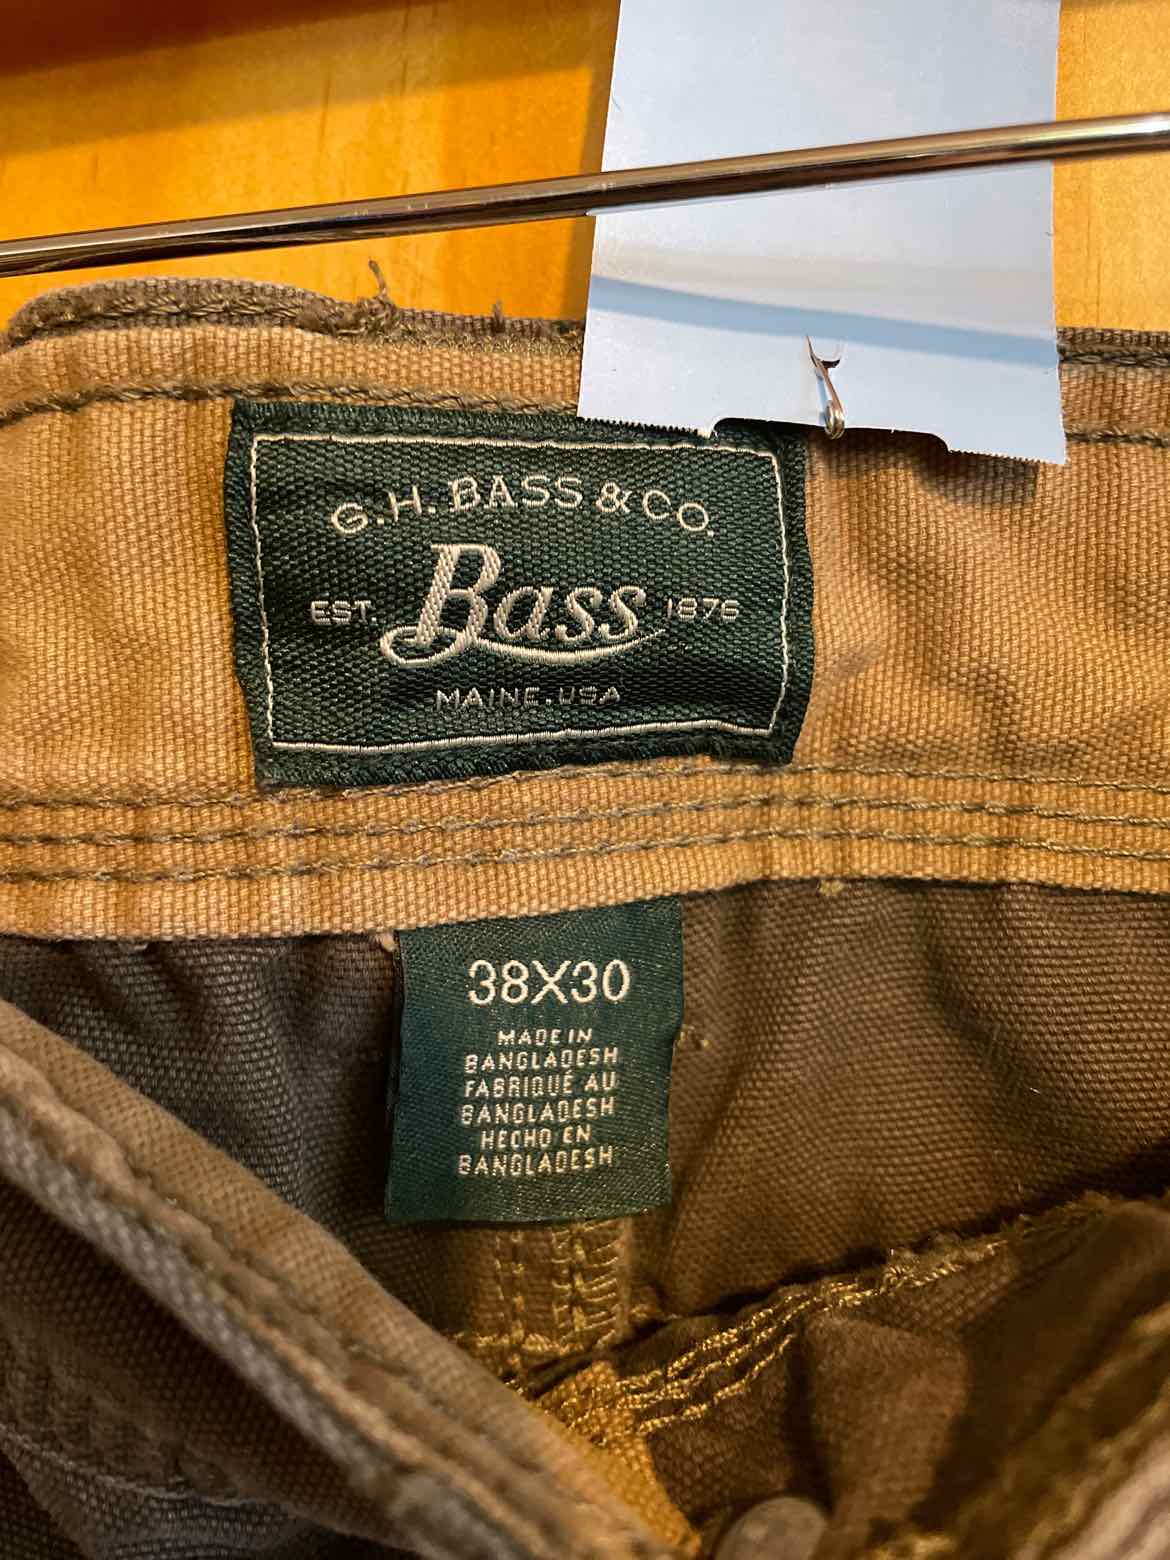 G.H. BASS & CO.
EST. Bass 1876
MAINE, USA
38X30
MADE IN
BANGLADESH
FABRIQUÉ AU
BANGLADESH
HECHO EN
BANGLADESH